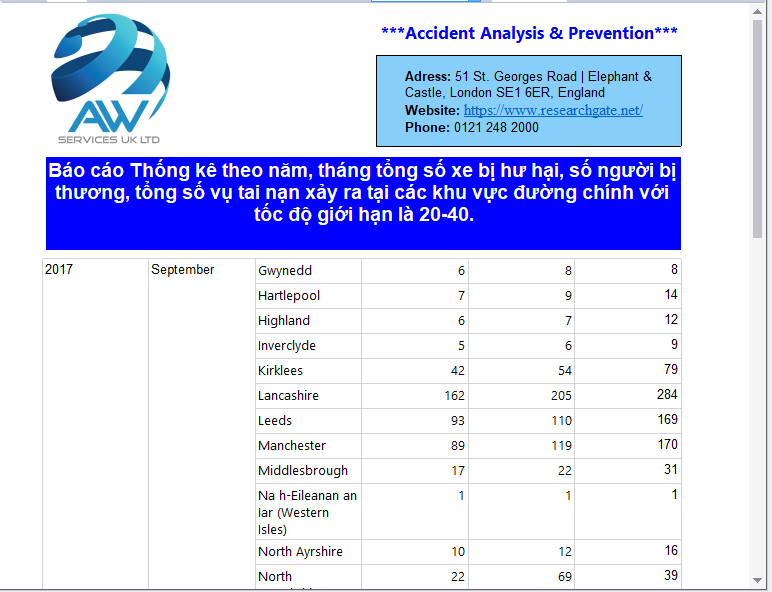 ***Accident Analysis & Prevention***
AW
SERVICES UK LTD
Adress: 51 St. Georges Road | Elephant &
Castle, London SE1 6ER, England
Website: https://www.researchgate.net/
Phone: 0121 248 2000
Báo cáo Thống kê theo năm, tháng tổng số xe bị hư hại, số người bị
thương, tổng số vụ tai nạn xảy ra tại các khu vực đường chính với
tốc độ giới hạn là 20-40.
2017 September Gwynedd 6 8 8
Hartlepool 7 9 14
Highland 6 7 12
Inverclyde 5 6 9
Kirklees 42 54 79
Lancashire 162 205 284
Leeds 93 110 169
Manchester 89 119 170
Middlesbrough 17 22 31
Na h-Eileanan an 1 1 1
Iar (Western
Isles)
North Ayrshire 10 12 16
North 22 69 39